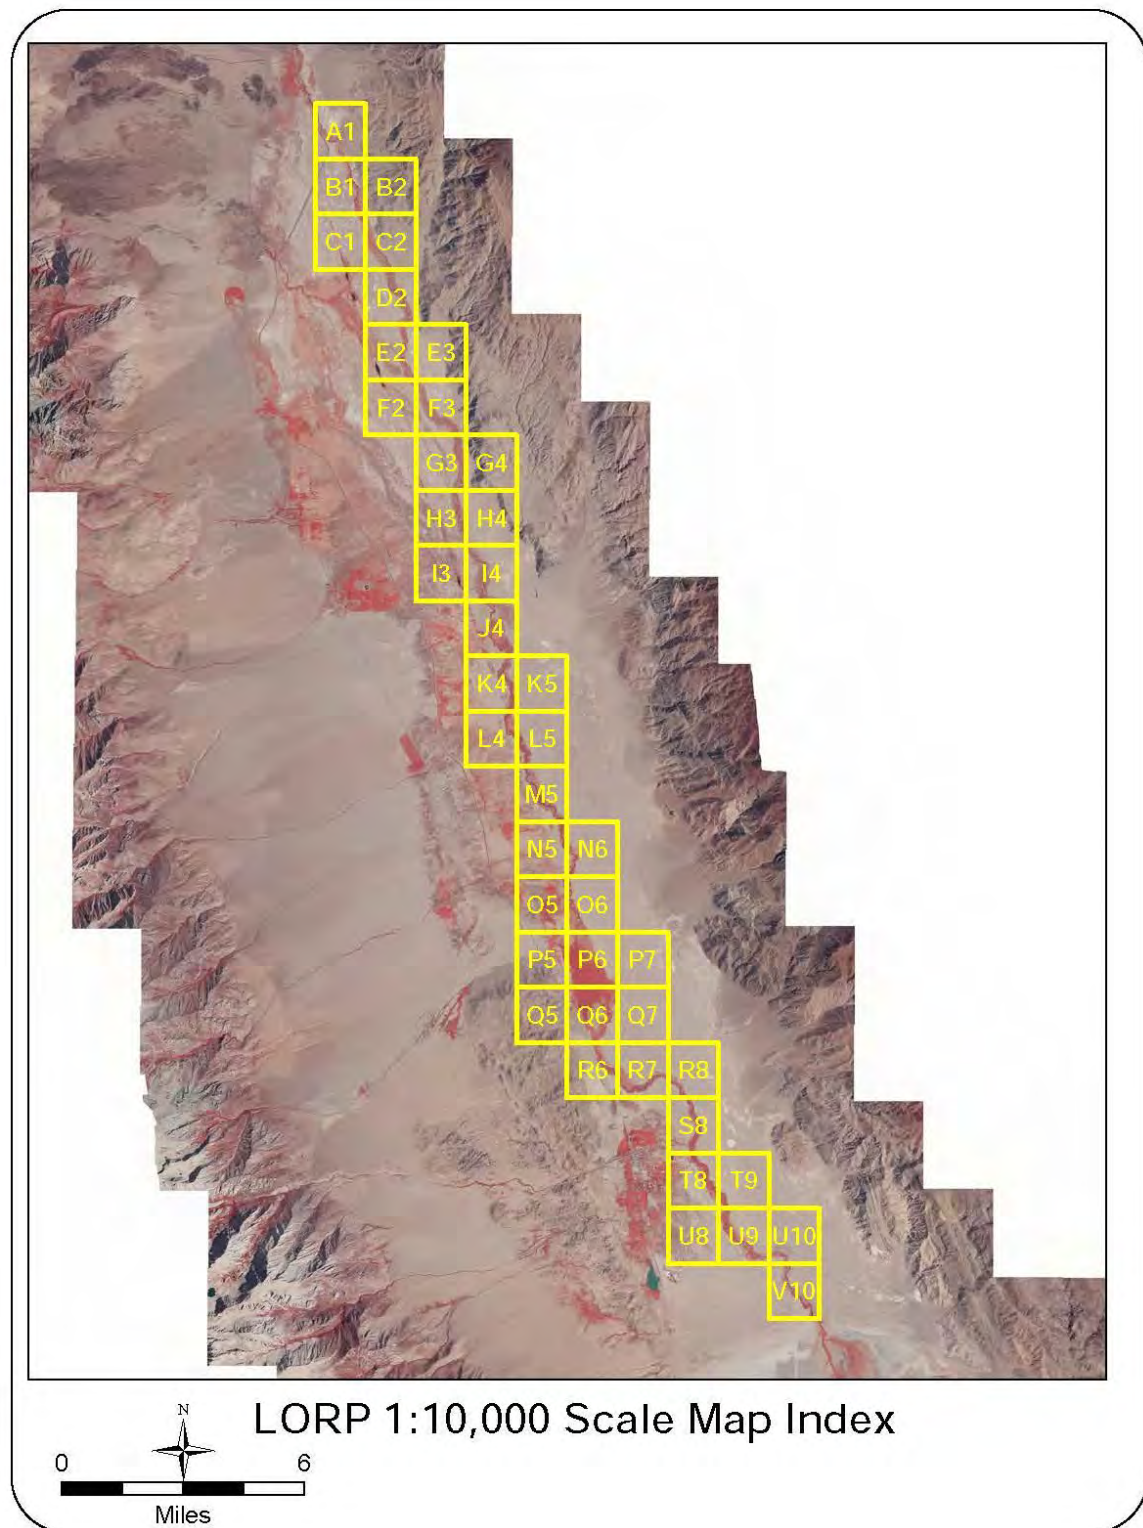 A1
B1 B2
C1 C2
D2
E2 E3
F2 F3
G3 G4
H3 H4
I3 I4
J4
K4 K5
L4 L5
M5
N5 N6
O5 O6
P5 P6 P7
Q5 Q6 Q7
R6 R7 R8
S8
T8 T9
U8 U9 U10
V10
LORP 1:10,000 Scale Map Index
N
0 6
Miles